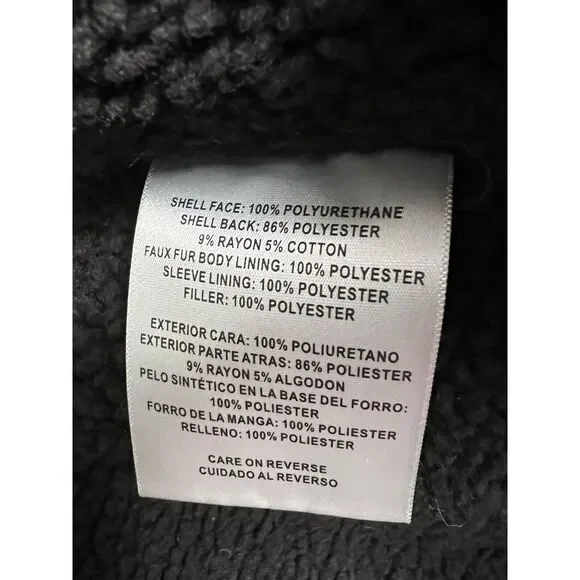 SHELL FACE: 100% POLYURETHANE
SHELL BACK: 86% POLYESTER
9% RAYON 5% COTTON
FAUX FUR BODY LINING: 100% POLYESTER
SLEEVE LINING: 100% POLYESTER
FILLER: 100% POLYESTER
EXTERIOR CARA: 100% POLIURETANO
EXTERIOR PARTE ATRAS: 86% POLIESTER
9% RAYON 5% ALGODON
PELO SINTÉTICO EN LA BASE DEL FORRO:
100% POLIESTER
FORRO DE LA MANGA: 100% POLIESTER
RELLENO: 100% POLIESTER
CARE ON REVERSE
CUIDADO AL REVERSO